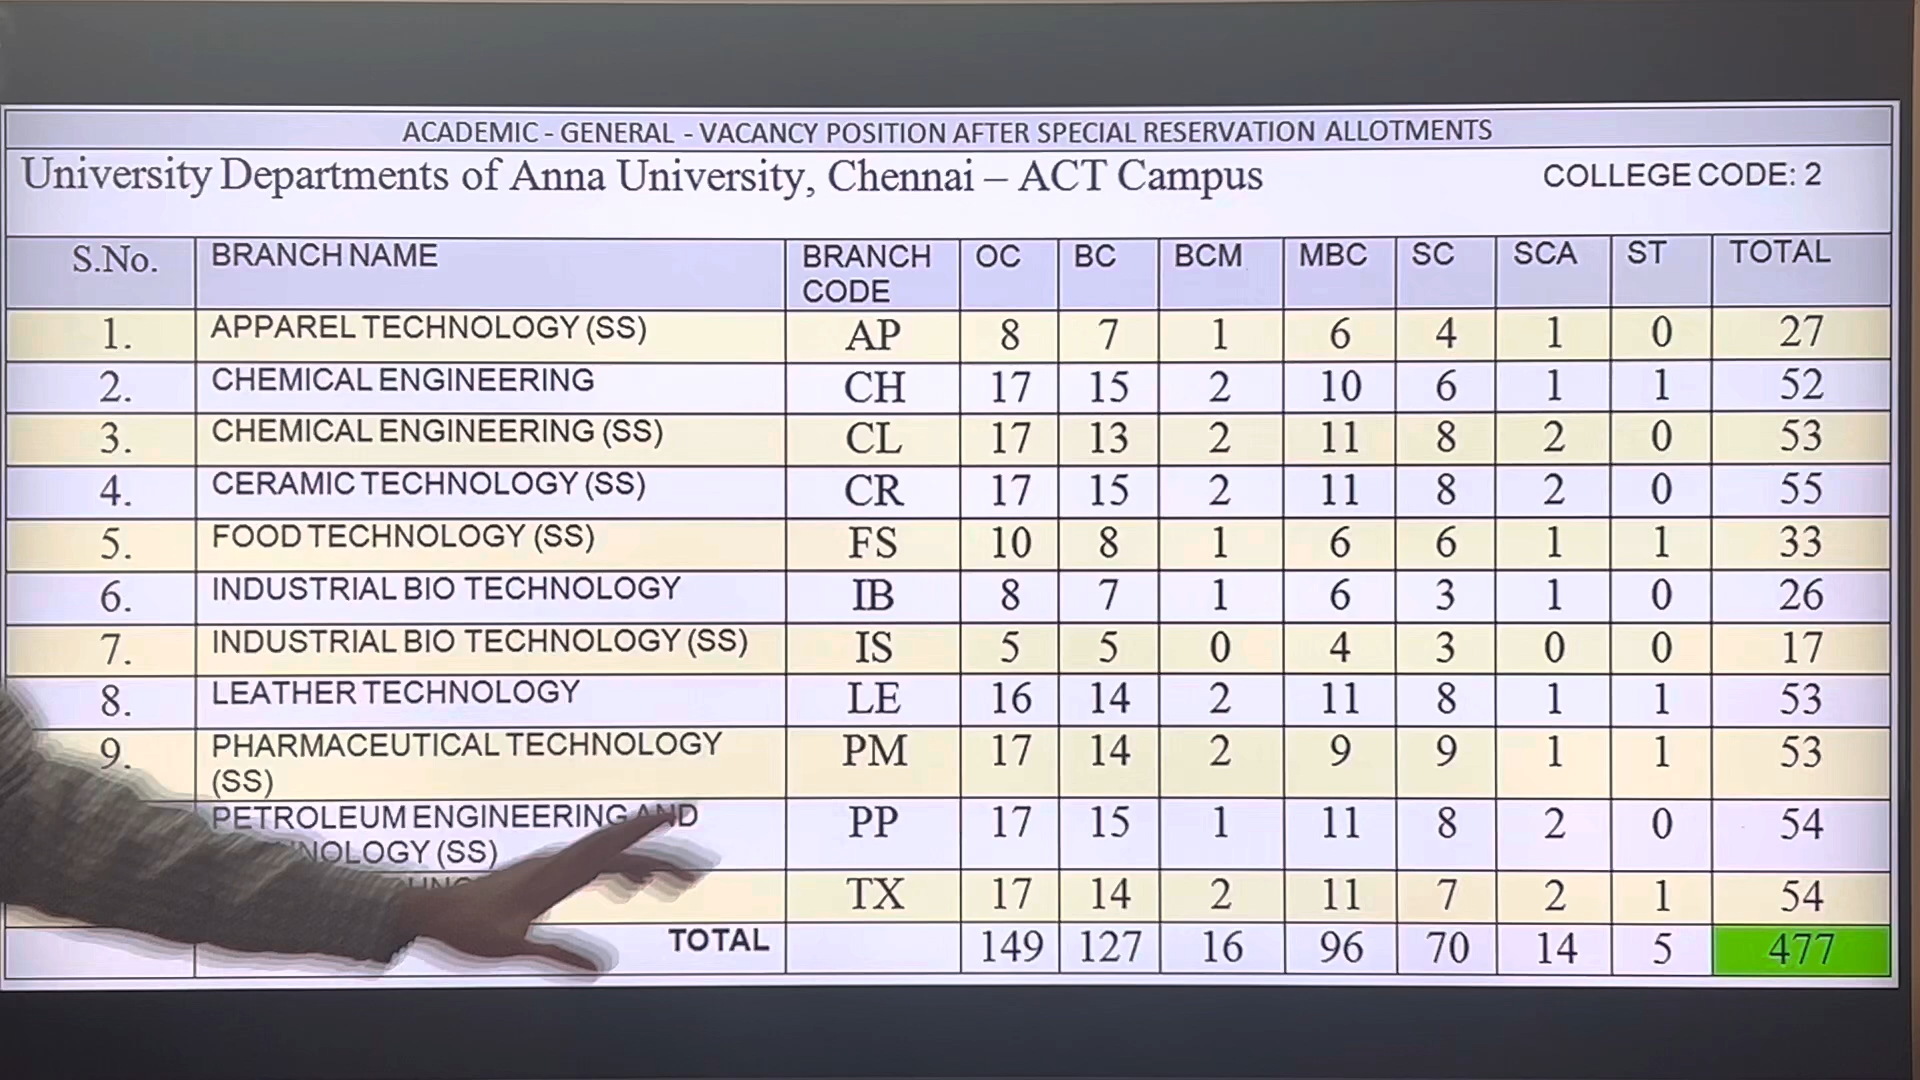 ACADEMIC - GENERAL - VACANCY POSITION AFTER SPECIAL RESERVATION ALLOTMENTS
University Departments of Anna University, Chennai – ACT Campus COLLEGE CODE: 2
S.No. BRANCH NAME BRANCH CODE OC BC BCM MBC SC SCA ST TOTAL
1. APPAREL TECHNOLOGY (SS) AP 8 7 1 6 4 1 0 27
2. CHEMICAL ENGINEERING CH 17 15 2 10 6 1 1 52
3. CHEMICAL ENGINEERING (SS) CL 17 13 2 11 8 2 0 53
4. CERAMIC TECHNOLOGY (SS) CR 17 15 2 11 8 2 0 55
5. FOOD TECHNOLOGY (SS) FS 10 8 1 6 6 1 1 33
6. INDUSTRIAL BIO TECHNOLOGY IB 8 7 1 6 3 1 0 26
7. INDUSTRIAL BIO TECHNOLOGY (SS) IS 5 5 0 4 3 0 0 17
8. LEATHER TECHNOLOGY LE 16 14 2 11 8 1 1 53
9. PHARMACEUTICAL TECHNOLOGY PM 17 14 2 9 9 1 1 53
(SS)
PETROLEUM ENGINEERING AND PP 17 15 1 11 8 2 0 54
(SS)
TX 17 14 2 11 7 2 1 54
TOTAL 149 127 16 96 70 14 5 477